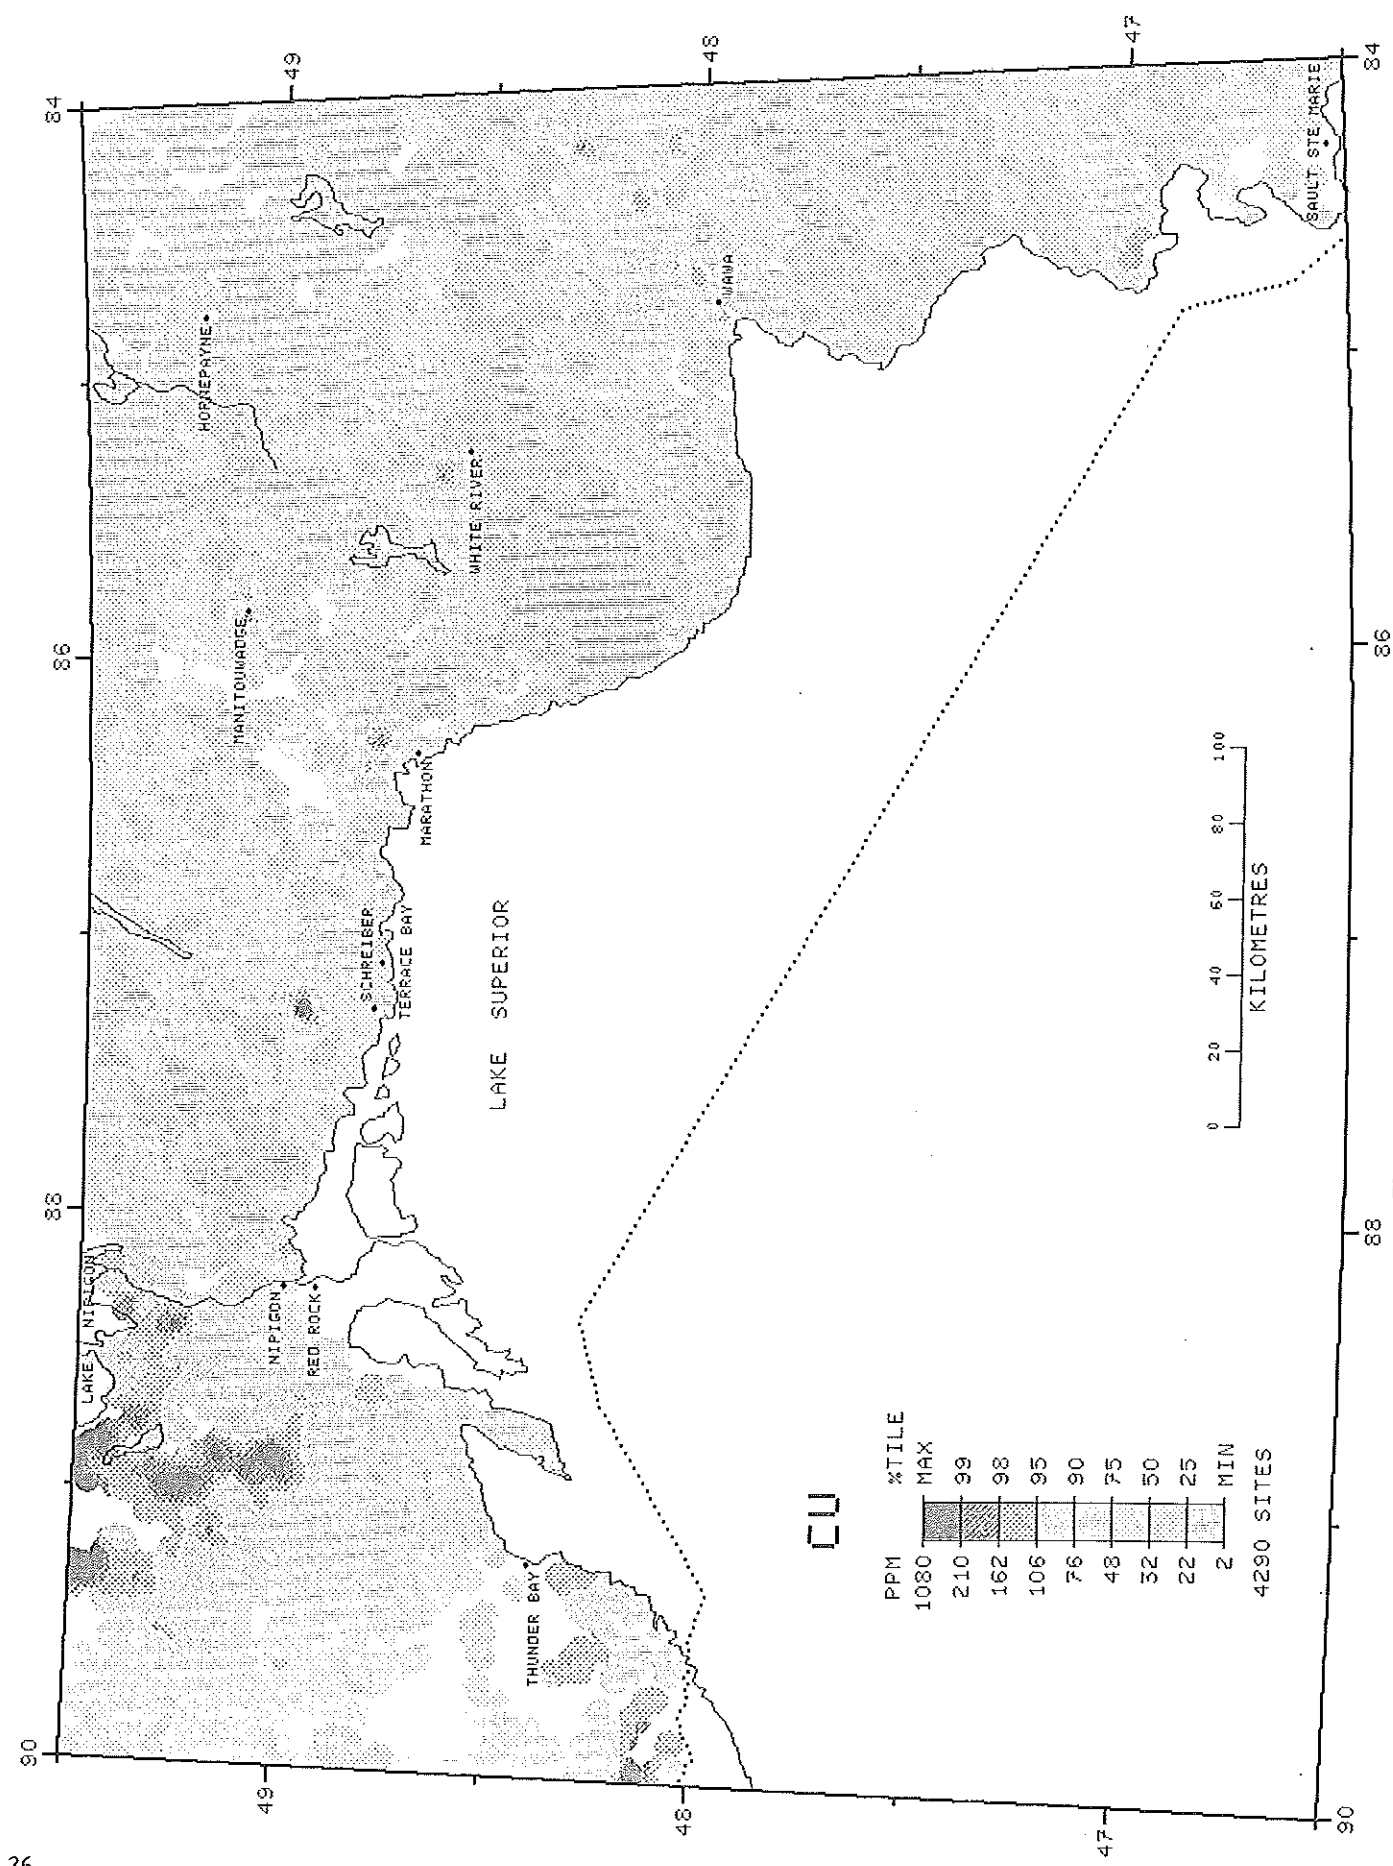 26
84
86
88
90
49
48
47
84
86
88
90
49
48
47
LAKE NIPIGON
HORNEPAYNE
MANITOUWADGE
WHITE RIVER
WAWA
SAULT STE MARIE
MARATHON
SCHREIBER
TERRACE BAY
NIPIGON
RED ROCK
THUNDER BAY
LAKE SUPERIOR
0 20 40 60 80 100
KILOMETRES
CU
PPM %TILE
1080 MAX
210 99
162 98
106 95
76 90
48 75
32 50
22 25
2 MIN
4290 SITES